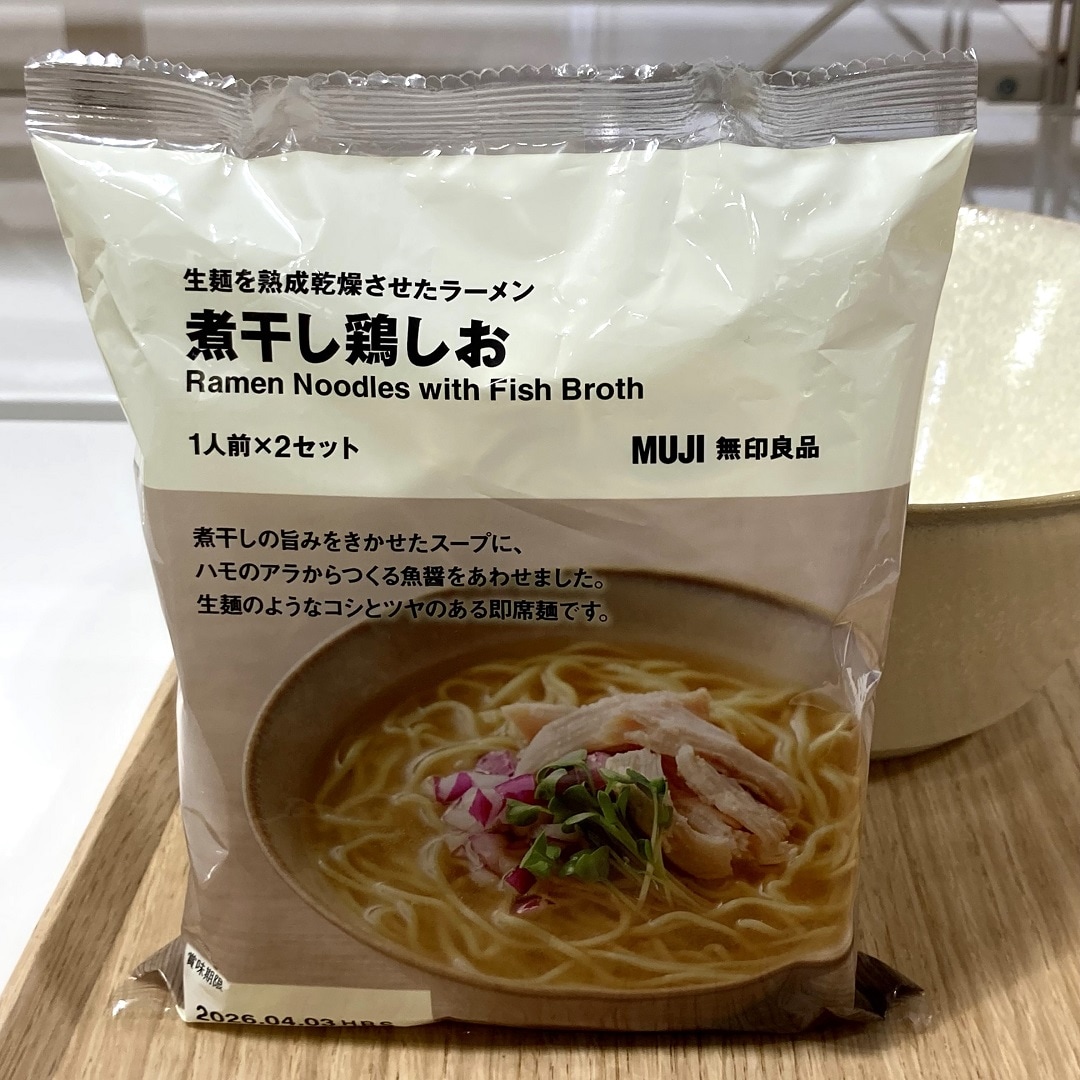 生麺を熟成乾燥させたラーメン
煮干し鶏しお
Ramen Noodles with Fish Broth
1人前×2セット
MUJI 無印良品
煮干しの旨みをきかせたスープに、
ハモのアラからつくる魚醤をあわせました。
生麺のようなコシとツヤのある即席麺です。
賞味期限
2026.04.03 HBS